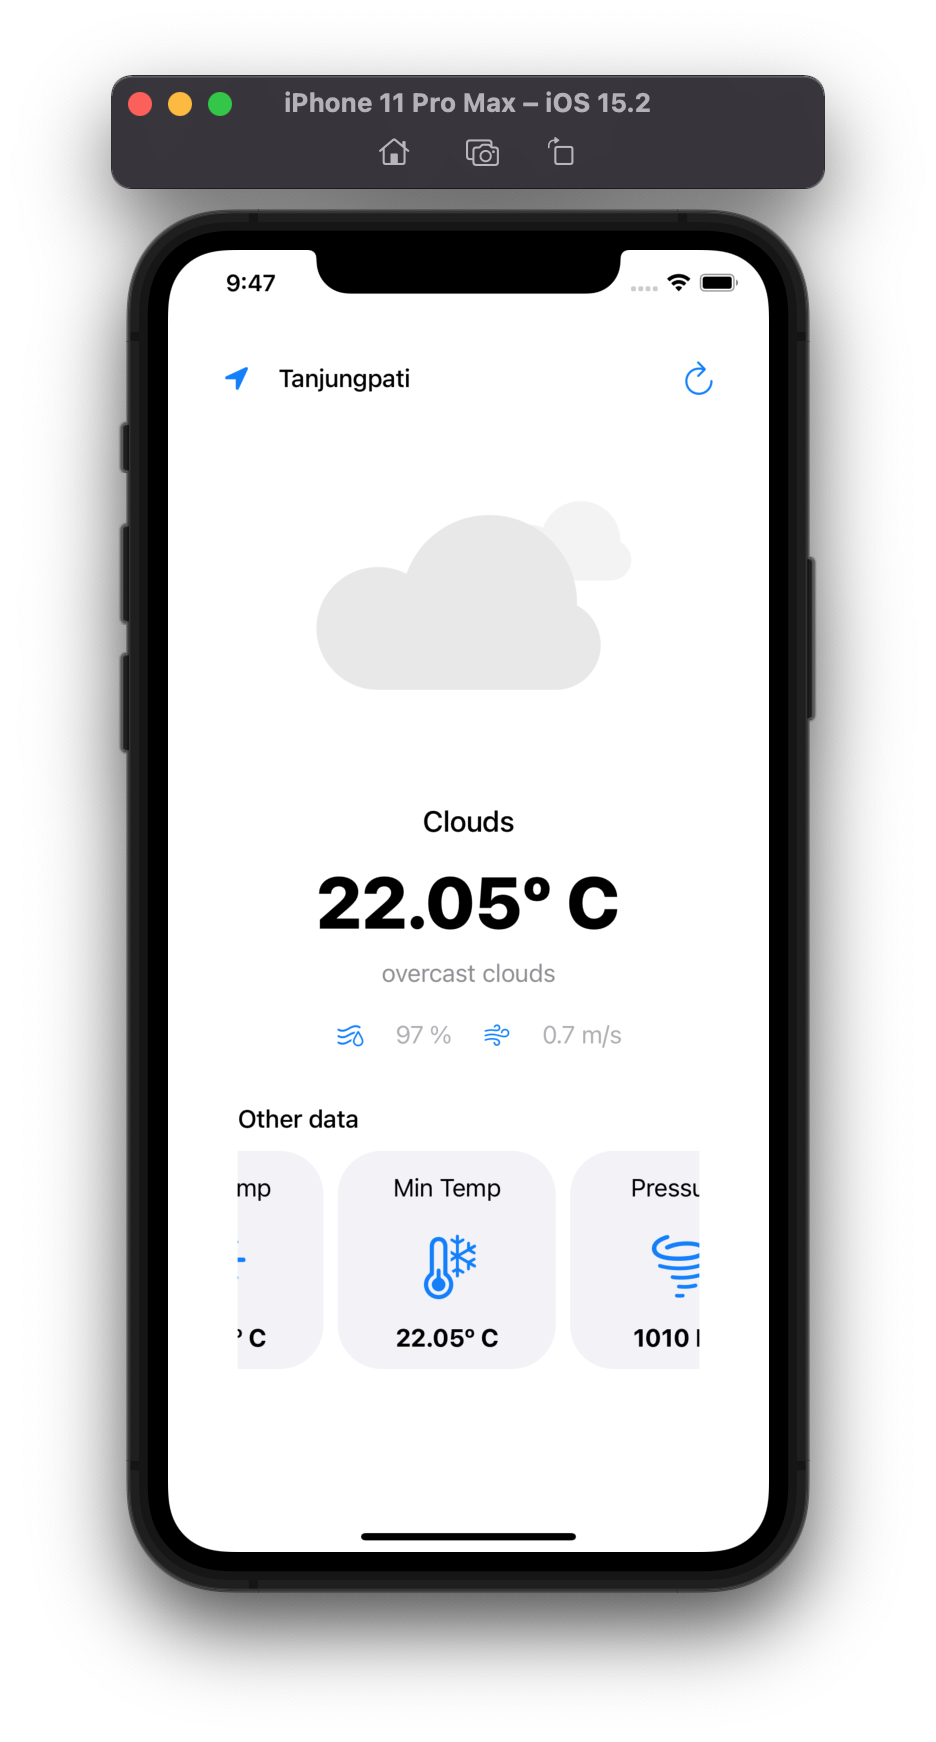 iPhone 11 Pro Max – iOS 15.2
9:47
Tanjungpati
Clouds
22.05° C
overcast clouds
97 % 0.7 m/s
Other data
mp Min Temp Pressu
° C 22.05° C 1010